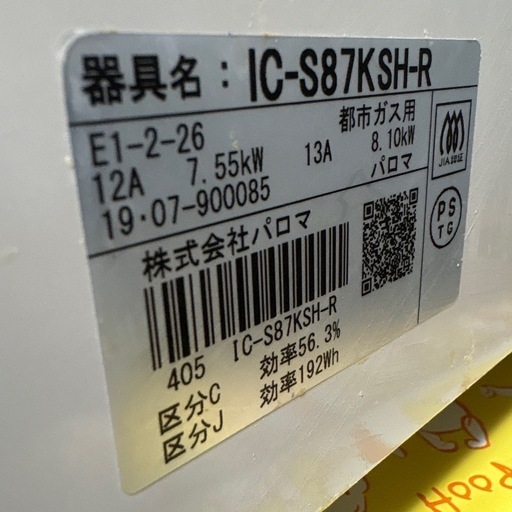 器具名：IC-S87KSH-R
E1-2-26
都市ガス用
12A 7.55kW 13A 8.10kW
19・07-900085 パロマ
JIA認証
PS TG
株式会社パロマ
405 IC-S87KSH-R
区分C 効率56.3%
区分J 効率192Wh
POOH